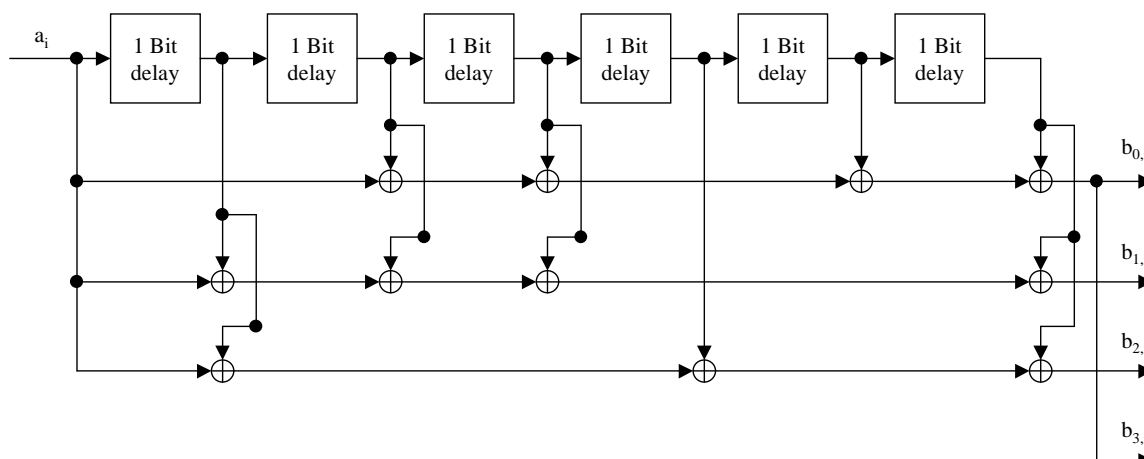 a_i
1 Bit
delay
1 Bit
delay
1 Bit
delay
1 Bit
delay
1 Bit
delay
1 Bit
delay
b_0,
b_1,
b_2,
b_3,